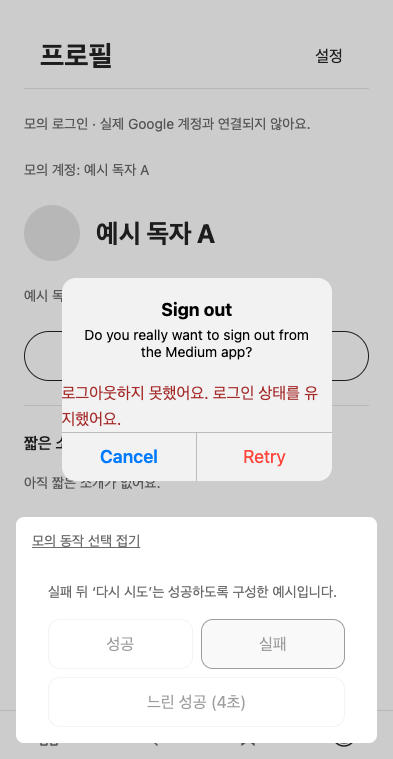 프로필
설정
모의 로그인 · 실제 Google 계정과 연결되지 않아요.
모의 계정: 예시 독자 A
예시 독자 A
예시 독
Sign out
Do you really want to sign out from
the Medium app?
로그아웃하지 못했어요. 로그인 상태를 유
지했어요.
Cancel
Retry
짧은 소
아직 짧은 소개가 없어요.
모의 동작 선택 접기
실패 뒤 ‘다시 시도’는 성공하도록 구성한 예시입니다.
성공
실패
느린 성공 (4초)